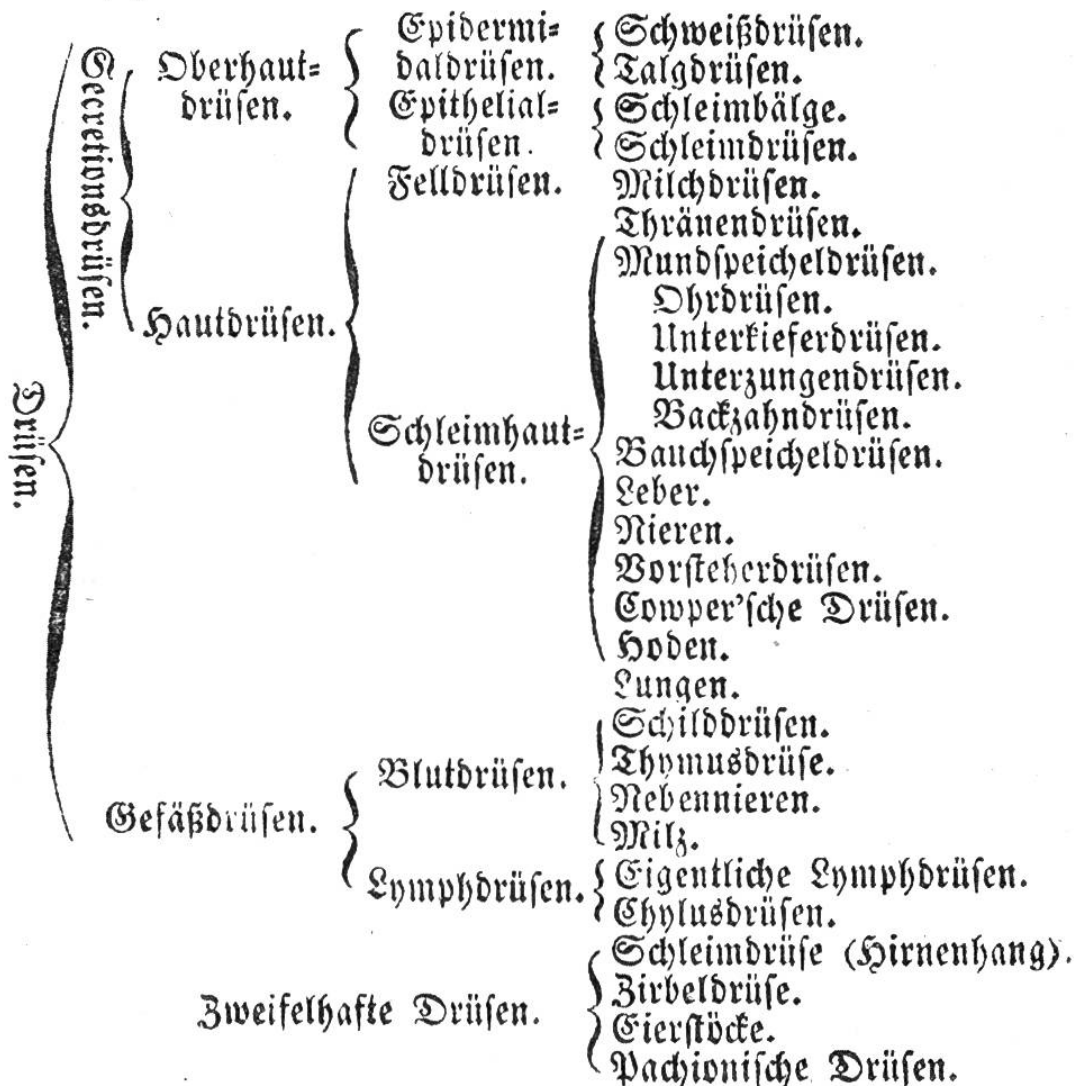 Drüsen.
Secretionsdrüsen.
Oberhaut=
drüsen.
Epidermi=
daldrüsen.
Schweißdrüsen.
Talgdrüsen.
Epithelial=
drüsen.
Schleimbälge.
Schleimdrüsen.
Hautdrüsen.
Felldrüsen.
Milchdrüsen.
Thränendrüsen.
Schleimhaut=
drüsen.
Mundspeicheldrüsen.
Ohrdrüsen.
Unterkieferdrüsen.
Unterzungendrüsen.
Backzahndrüsen.
Bauchspeicheldrüsen.
Leber.
Nieren.
Vorsteherdrüsen.
Cowper'sche Drüsen.
Hoden.
Lungen.
Gefäßdrüsen.
Blutdrüsen.
Schilddrüsen.
Thymusdrüse.
Nebennieren.
Milz.
Lymphdrüsen.
Eigentliche Lymphdrüsen.
Chylusdrüsen.
Zweifelhafte Drüsen.
Schleimdrüse (Hirnenhang).
Zirbeldrüse.
Eierstöcke.
Pachionische Drüsen.